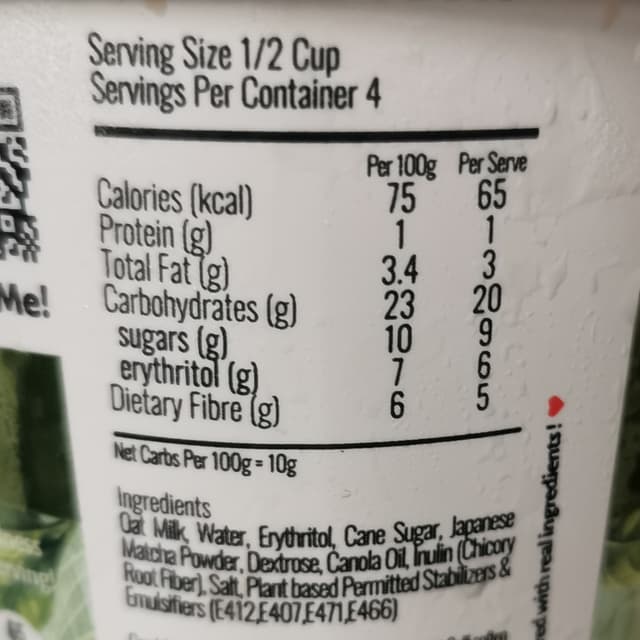 Serving Size 1/2 Cup
Servings Per Container 4
Per 100g Per Serve
Calories (kcal) 75 65
Protein (g) 1 1
Total Fat (g) 3.4 3
Carbohydrates (g) 23 20
sugars (g) 10 9
erythritol (g) 7 6
Dietary Fibre (g) 6 5
Net Carbs Per 100g = 10g
Ingredients
Oat Milk, Water, Erythritol, Cane Sugar, Japanese
Matcha Powder, Dextrose, Canola Oil, Inulin (Chicory
Root Fiber), Salt, Plant based Permitted Stabilizers &
Emulsifiers (E412,E407,E471,E466)
Me!
with real ingredients! ❤